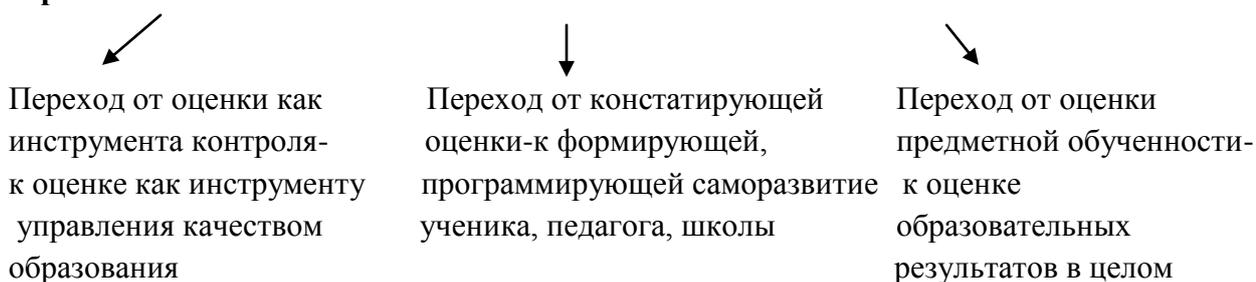 Переход от оценки как
инструмента контроля-
к оценке как инструменту
управления качеством
образования
Переход от констатирующей
оценки-к формирующей,
программирующей саморазвитие
ученика, педагога, школы
Переход от оценки
предметной обученности-
к оценке
образовательных
результатов в целом